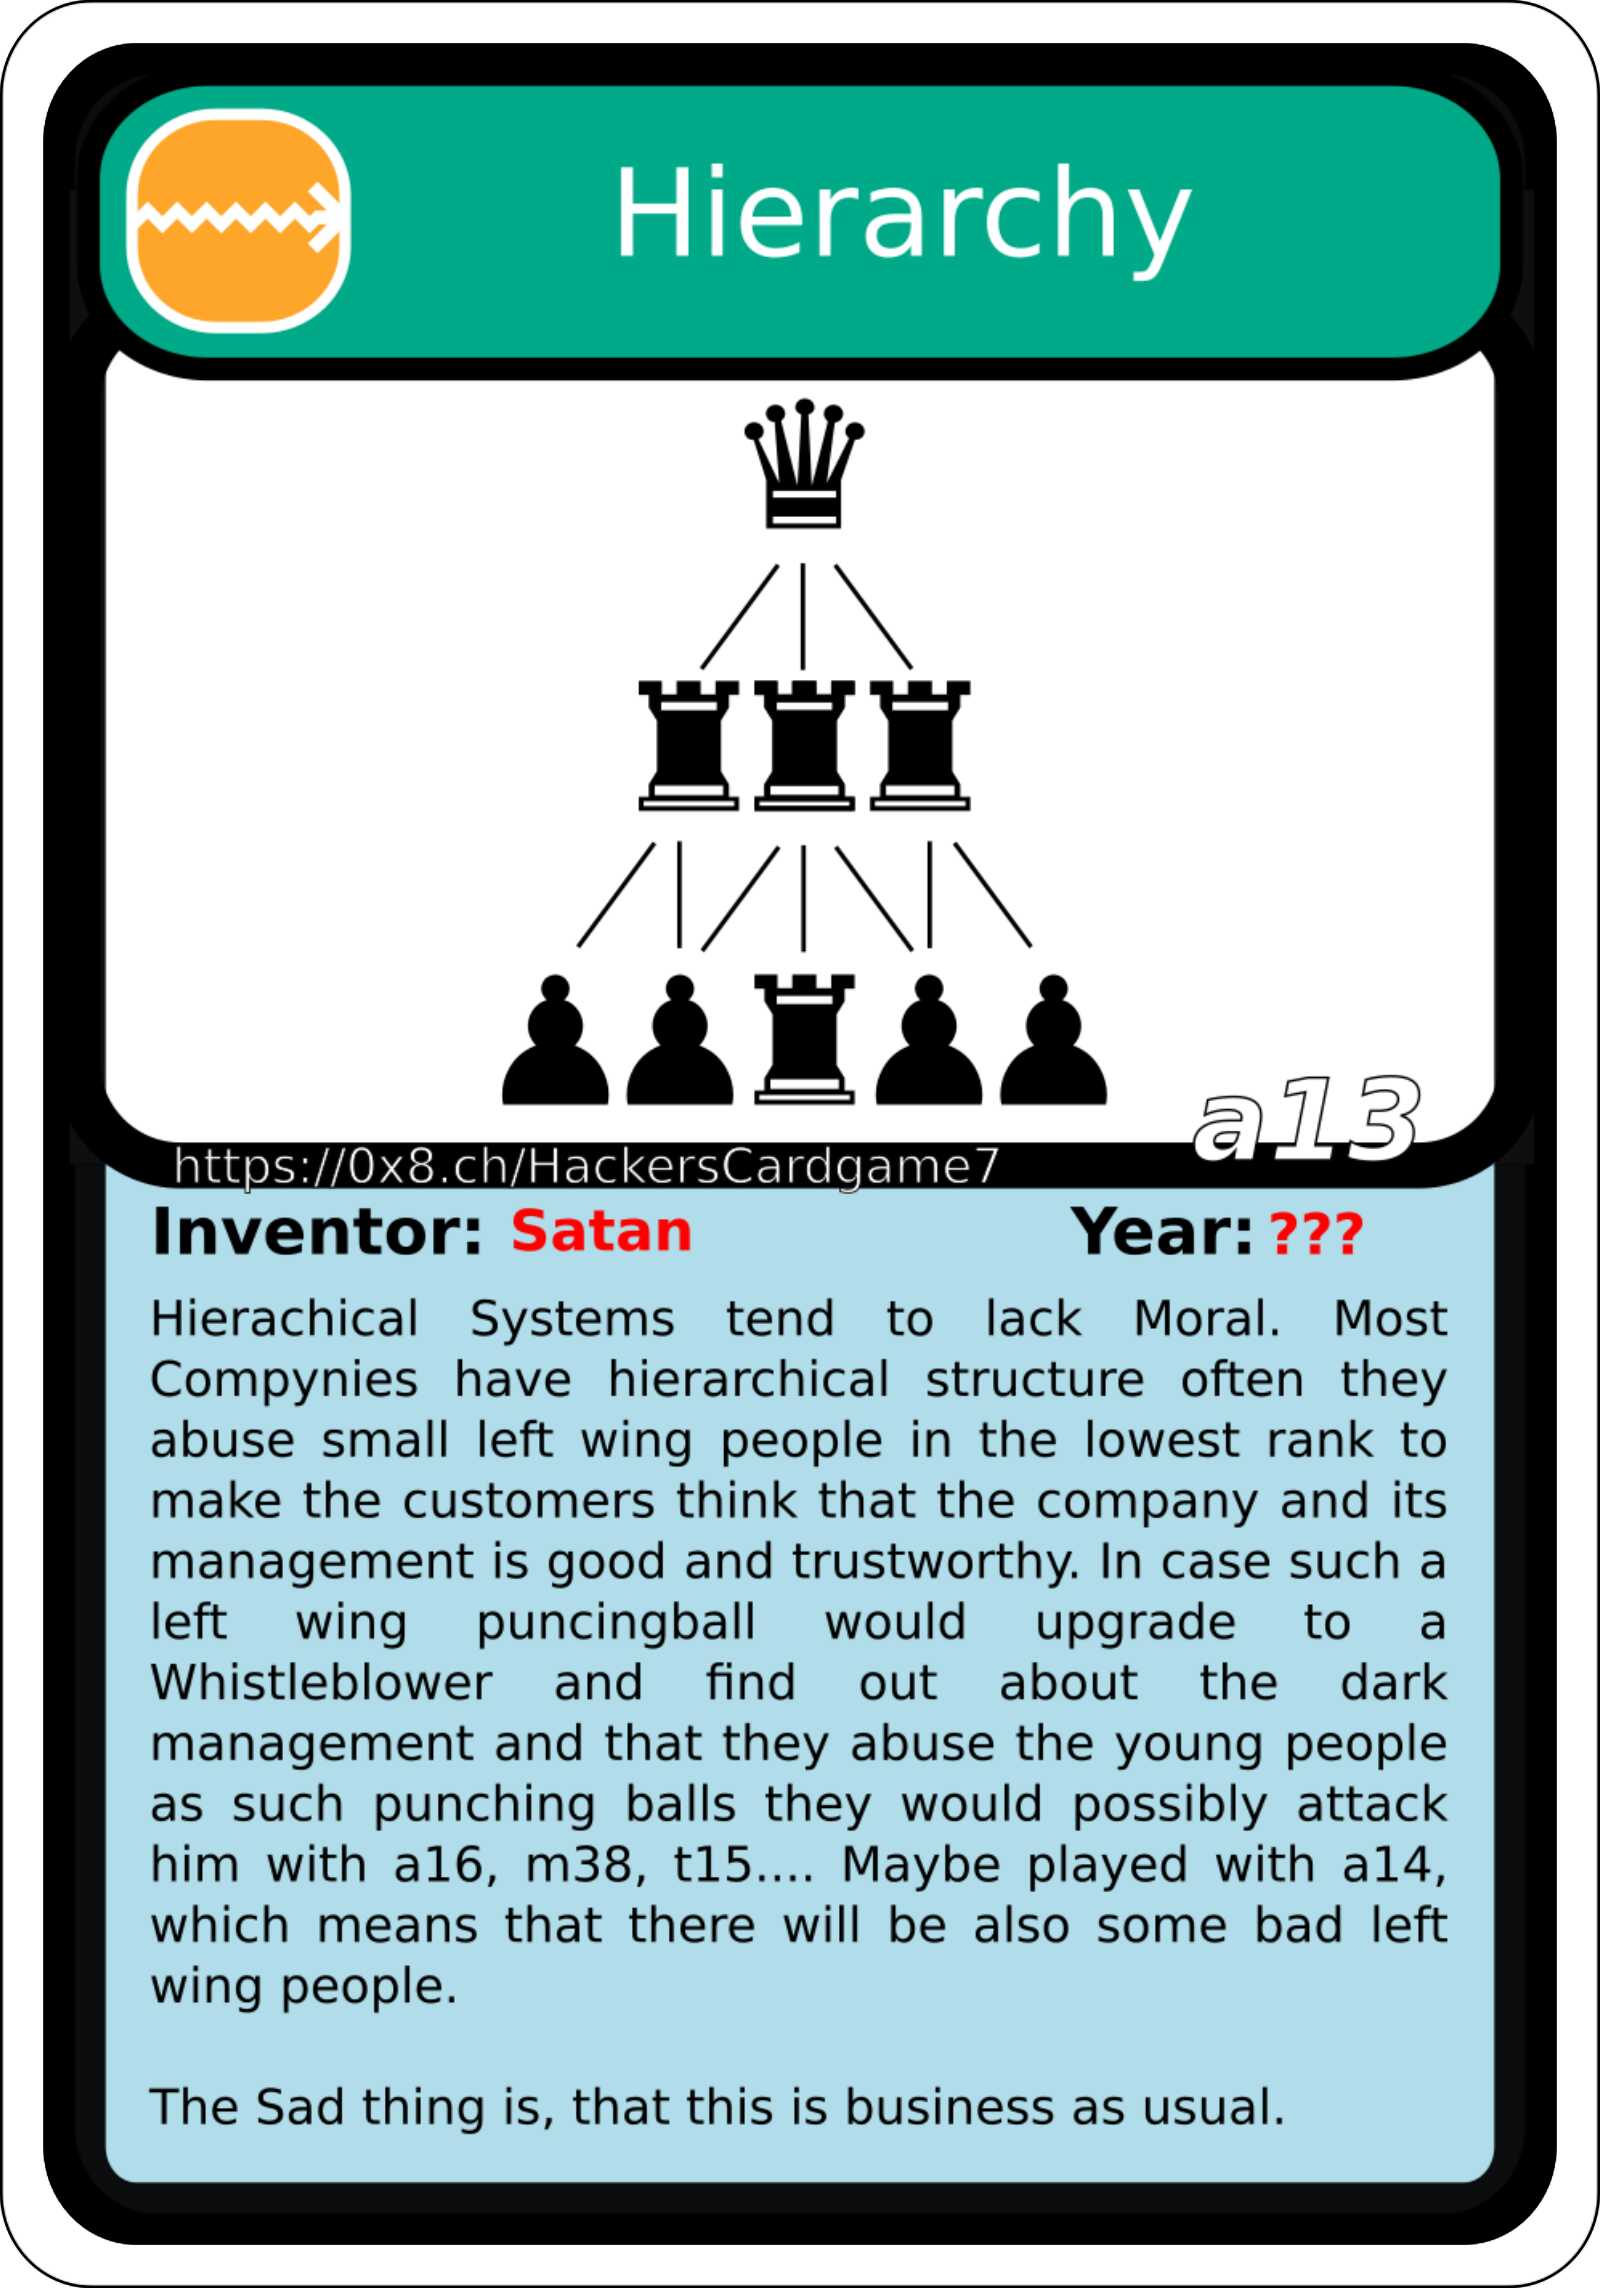 Hierarchy
a13
https://0x8.ch/HackersCardgame7
Inventor: Satan Year: ???
Hierachical Systems tend to lack Moral. Most
Compynies have hierarchical structure often they
abuse small left wing people in the lowest rank to
make the customers think that the company and its
management is good and trustworthy. In case such a
left wing puncingball would upgrade to a
Whistleblower and find out about the dark
management and that they abuse the young people
as such punching balls they would possibly attack
him with a16, m38, t15.... Maybe played with a14,
which means that there will be also some bad left
wing people.
The Sad thing is, that this is business as usual.